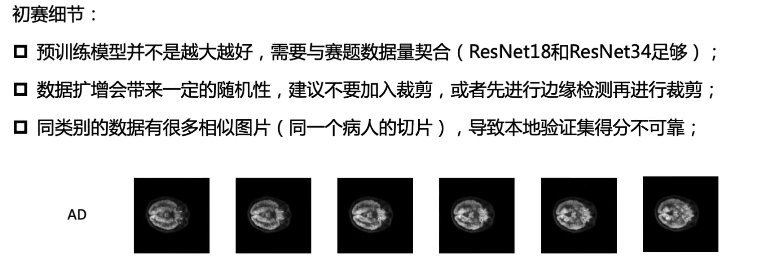 初赛细节：
预训练模型并不是越大越好，需要与赛题数据量契合（ResNet18和ResNet34足够）；
数据扩增会带来一定的随机性，建议不要加入裁剪，或者先进行边缘检测再进行裁剪；
同类别的数据有很多相似图片（同一个病人的切片），导致本地验证集得分不可靠；
AD